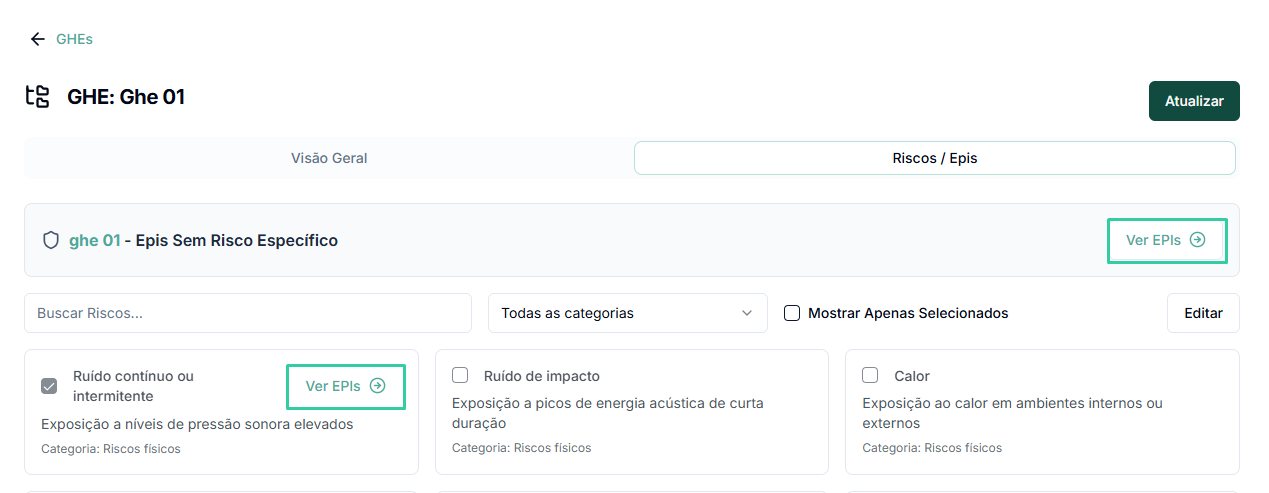 GHEs
GHE: Ghe 01
Atualizar
Visão Geral
Riscos / Epis
ghe 01 - Epis Sem Risco Específico
Ver EPIs
Buscar Riscos...
Todas as categorias
Mostrar Apenas Selecionados
Editar
Ruído contínuo ou
intermitente
Ver EPIs
Exposição a níveis de pressão sonora elevados
Categoria: Riscos físicos
Ruído de impacto
Exposição a picos de energia acústica de curta
duração
Categoria: Riscos físicos
Calor
Exposição ao calor em ambientes internos ou
externos
Categoria: Riscos físicos